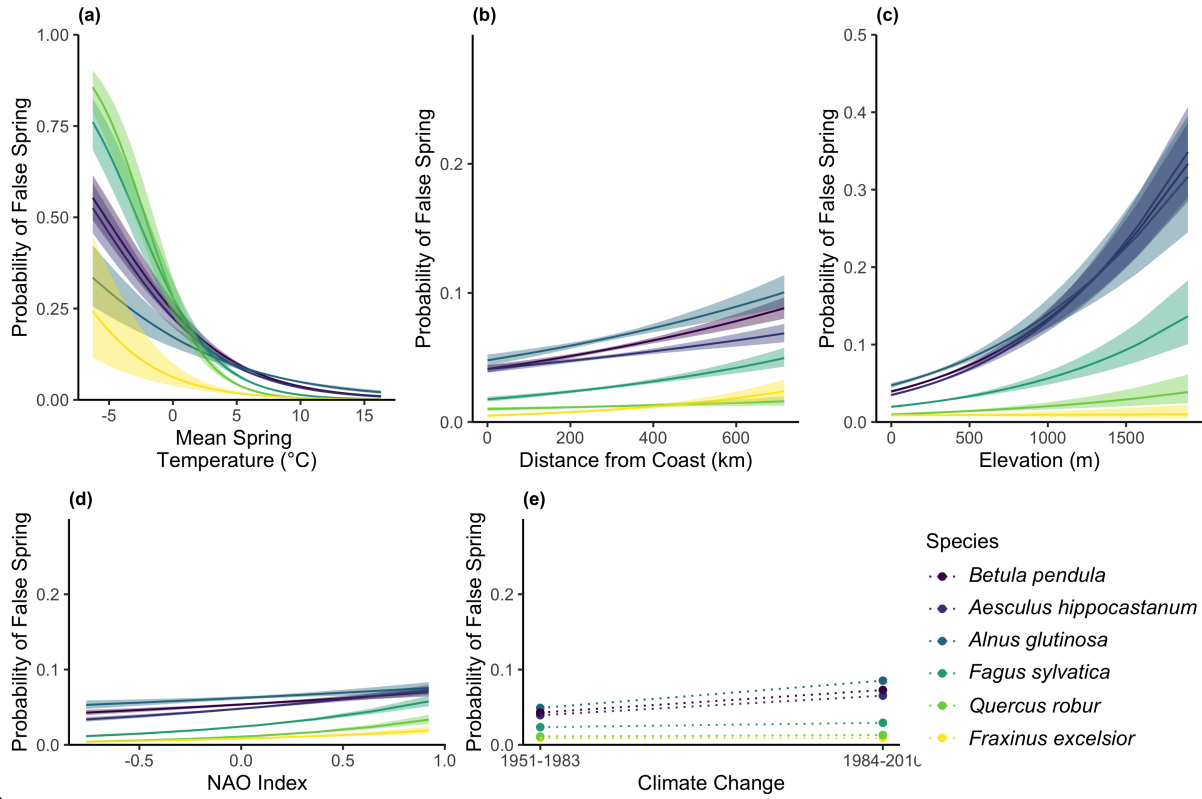 (a)
Probability of False Spring
1.00
0.75
0.50
0.25
0.00
-5 0 5 10 15
Mean Spring
Temperature (°C)
(b)
Probability of False Spring
0.2
0.1
0.0
0 200 400 600
Distance from Coast (km)
(c)
Probability of False Spring
0.5
0.4
0.3
0.2
0.1
0.0
0 500 1000 1500
Elevation (m)
(d)
Probability of False Spring
0.2
0.1
0.0
-0.5 0.0 0.5 1.0
NAO Index
(e)
Probability of False Spring
0.2
0.1
0.0
1951-1983 1984-201
Climate Change
Species
Betula pendula
Aesculus hippocastanum
Alnus glutinosa
Fagus sylvatica
Quercus robur
Fraxinus excelsior